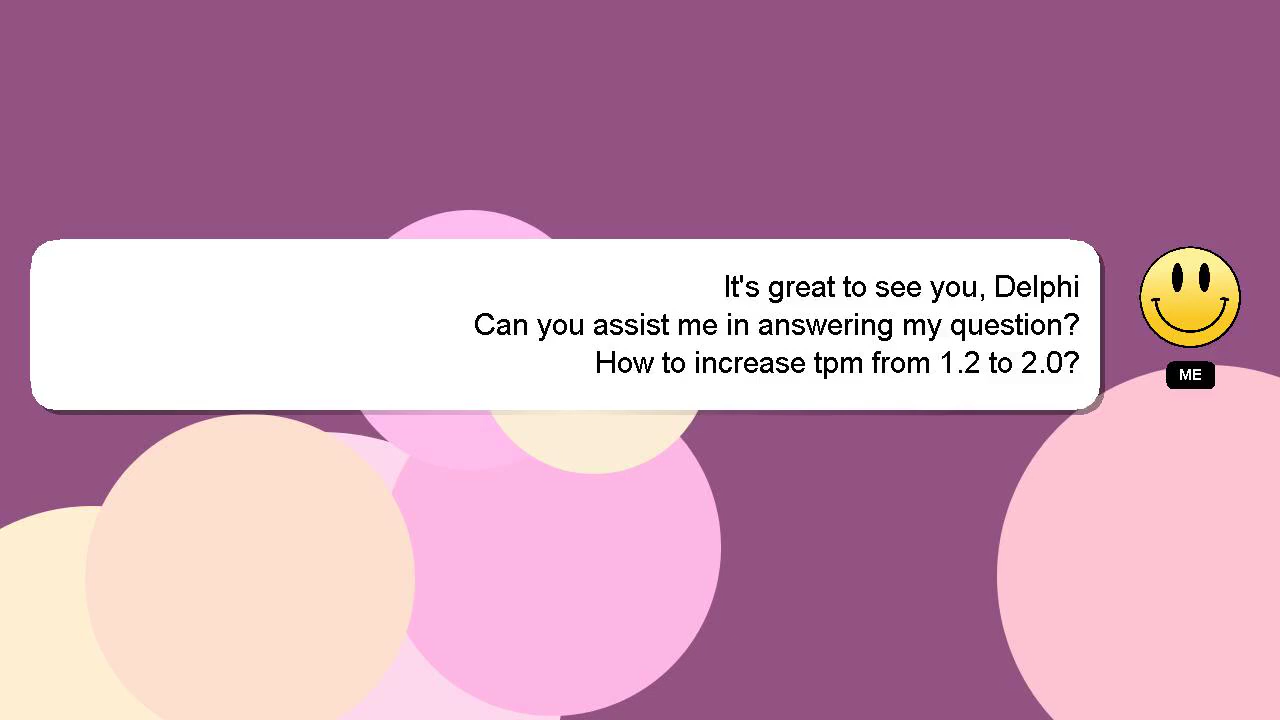 It's great to see you, Delphi
Can you assist me in answering my question?
How to increase tpm from 1.2 to 2.0?
ME